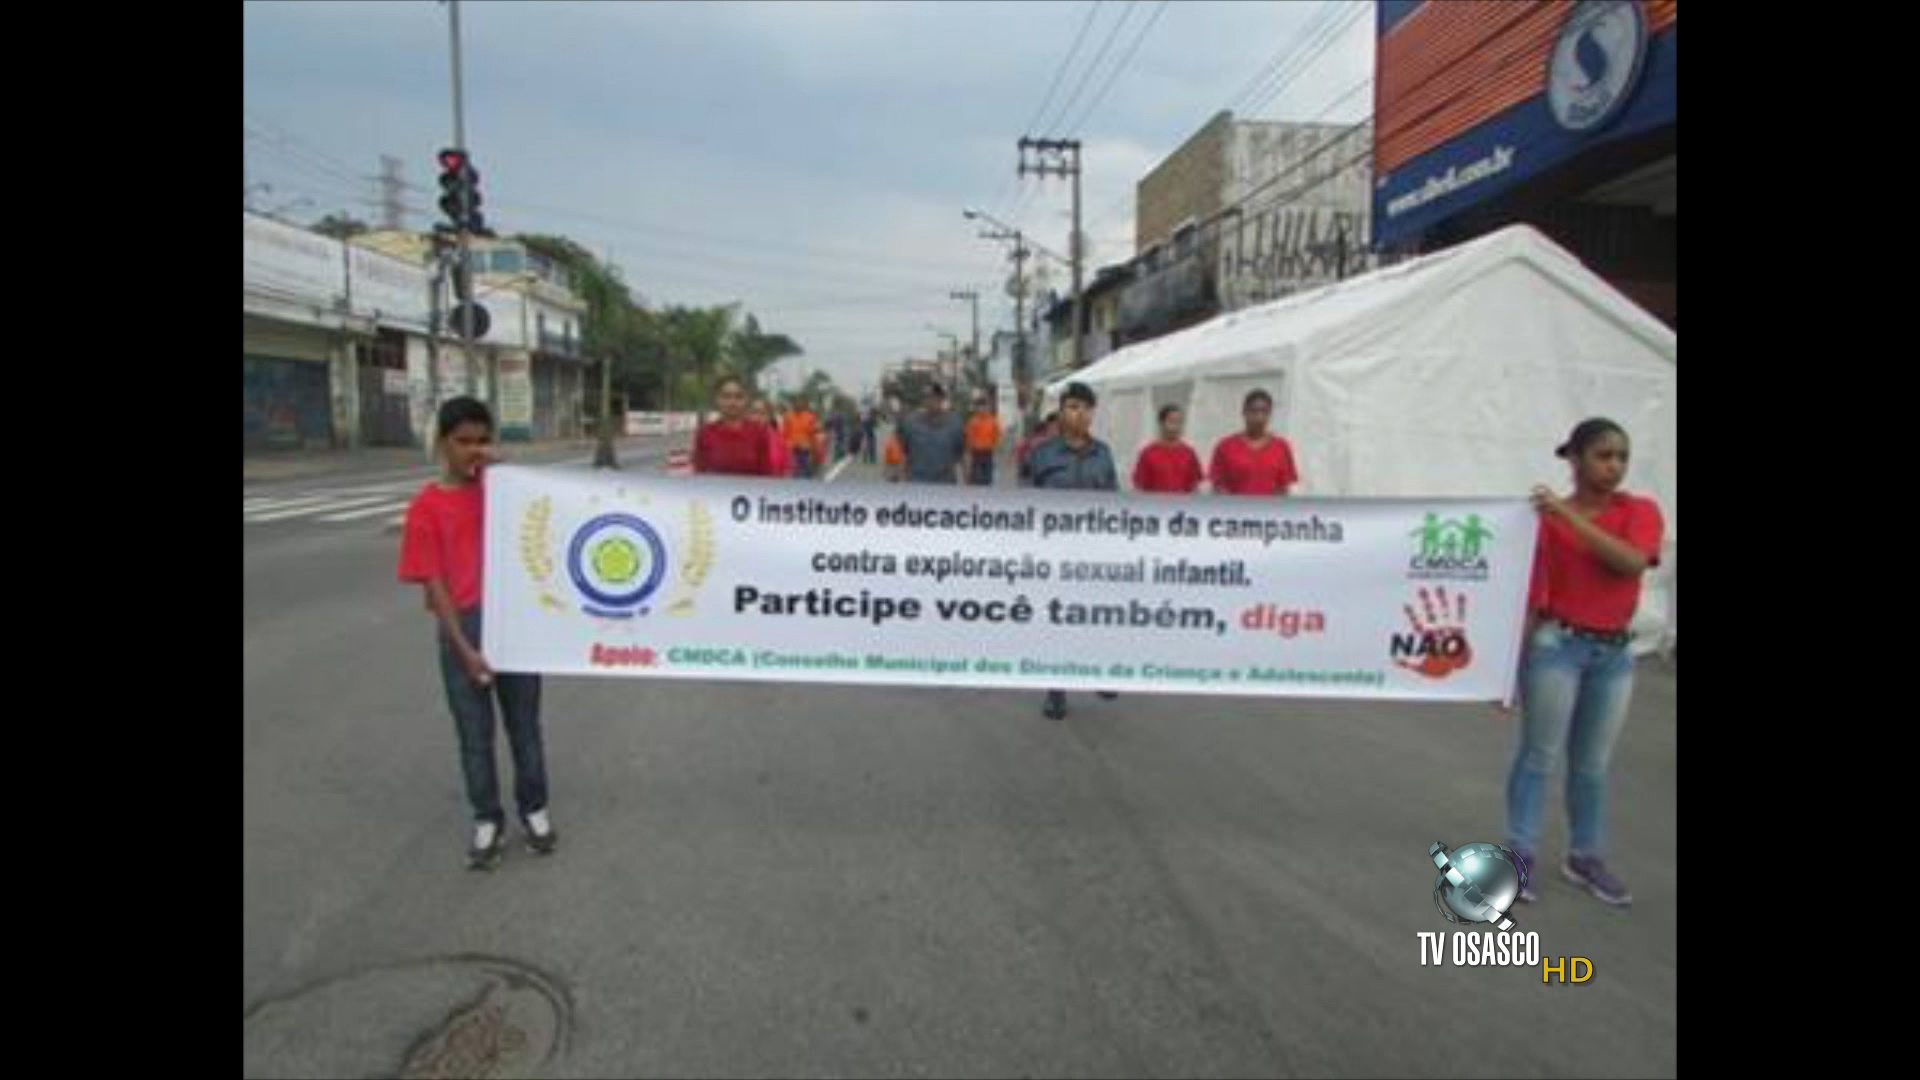 O instituto educacional participa da campanha
contra exploração sexual infantil.
Participe você também, diga
NÃO
CMDCA
Apoio: CMDCA (Conselho Municipal dos Direitos da Criança e Adolescente)
TV OSASCO
HD